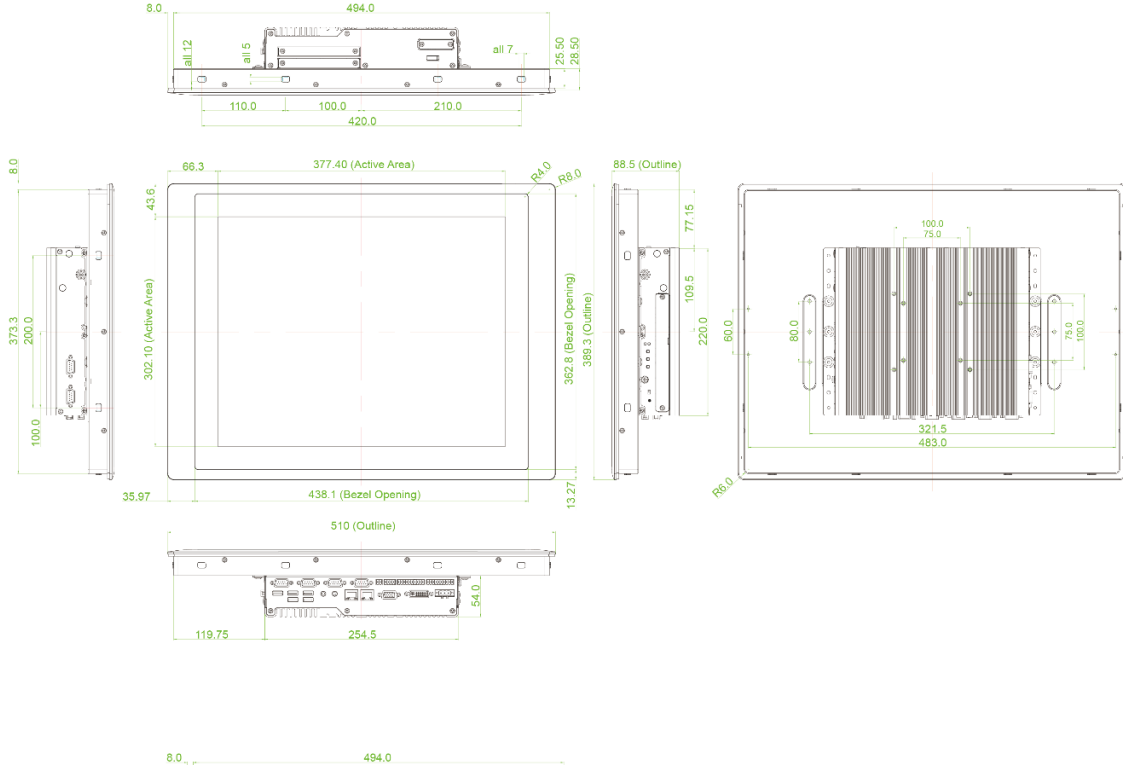 8.0 494.0
all 12
all 5
all 7
25.50
28.50
110.0 100.0 210.0
420.0
8.0
373.3
200.0
100.0
66.3 377.40 (Active Area)
R4.0
R8.0
43.6
302.10 (Active Area)
362.8 (Bezel Opening)
389.3 (Outline)
35.97 438.1 (Bezel Opening)
13.27
88.5 (Outline)
77.15
109.5
220.0
100.0
75.0
60.0
80.0
75.0
100.0
321.5
483.0
R6.0
510 (Outline)
54.0
119.75 254.5
8.0 494.0